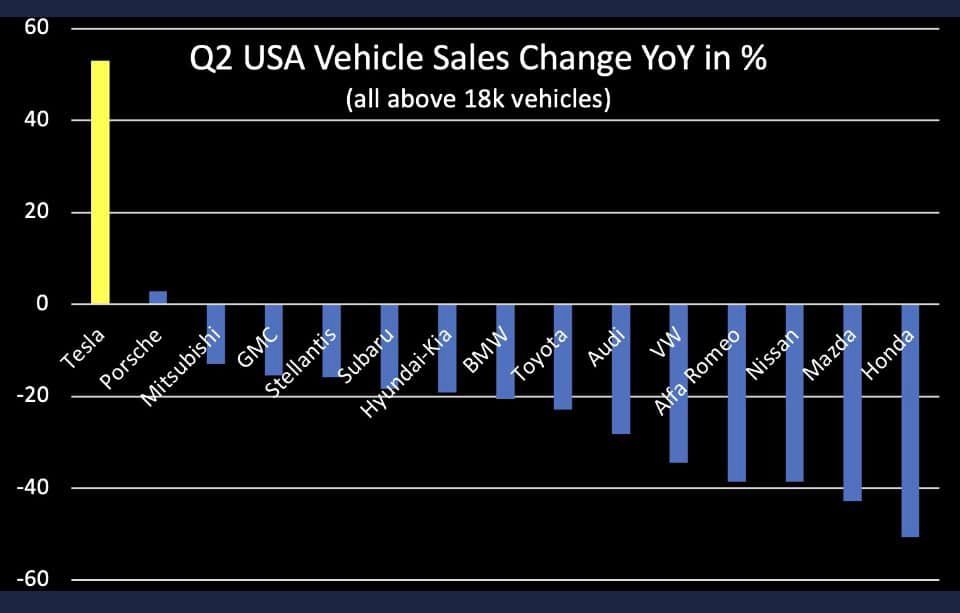 Q2 USA Vehicle Sales Change YoY in %
(all above 18k vehicles)
60
40
20
0
-20
-40
-60
Tesla
Porsche
Mitsubishi
GMC
Stellantis
Subaru
Hyundai-Kia
BMW
Toyota
Audi
VW
Alfa Romeo
Nissan
Mazda
Honda